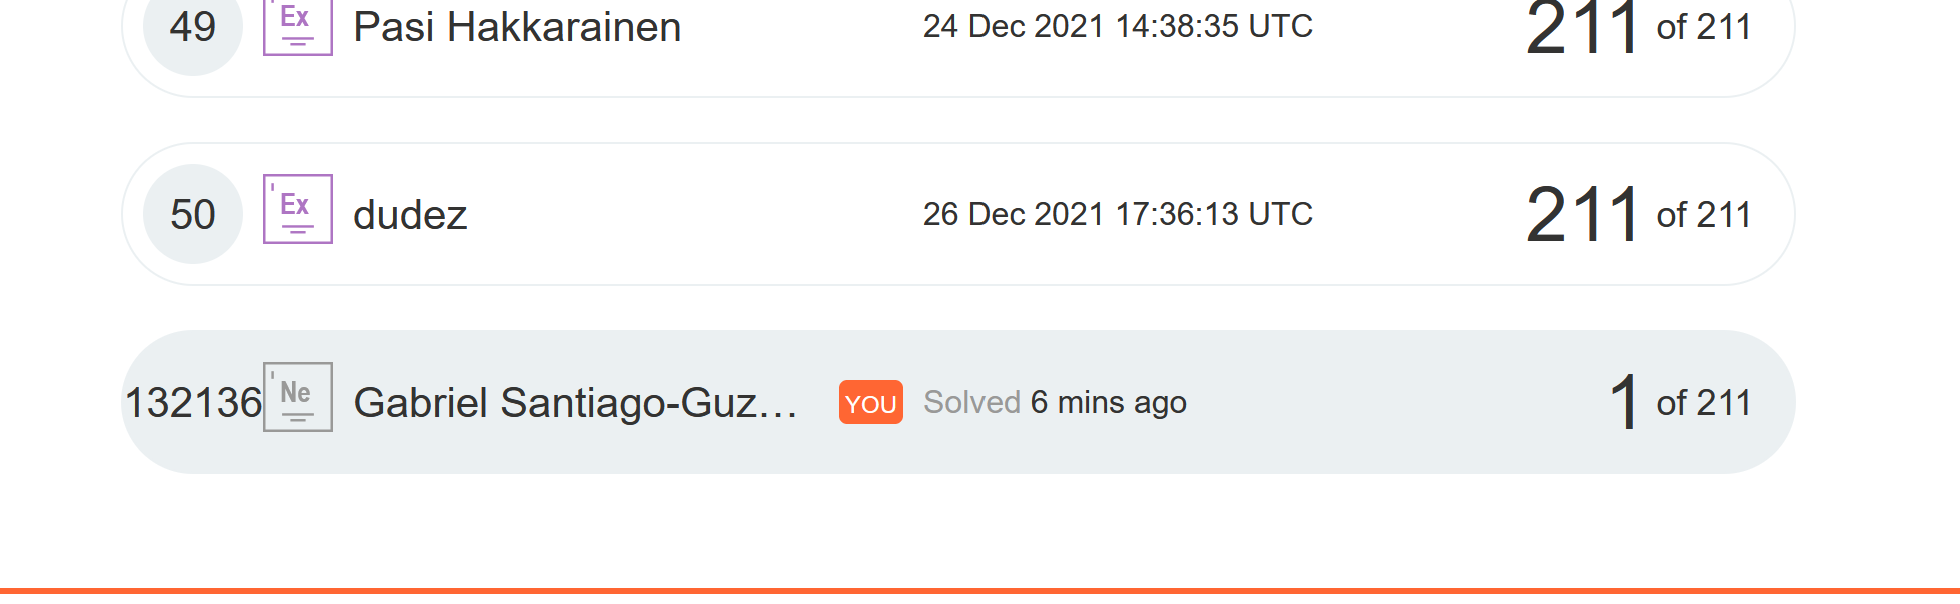 49 Ex Pasi Hakkarainen 24 Dec 2021 14:38:35 UTC 211 of 211
50 Ex dudez 26 Dec 2021 17:36:13 UTC 211 of 211
132136 Ne Gabriel Santiago-Guz... YOU Solved 6 mins ago 1 of 211